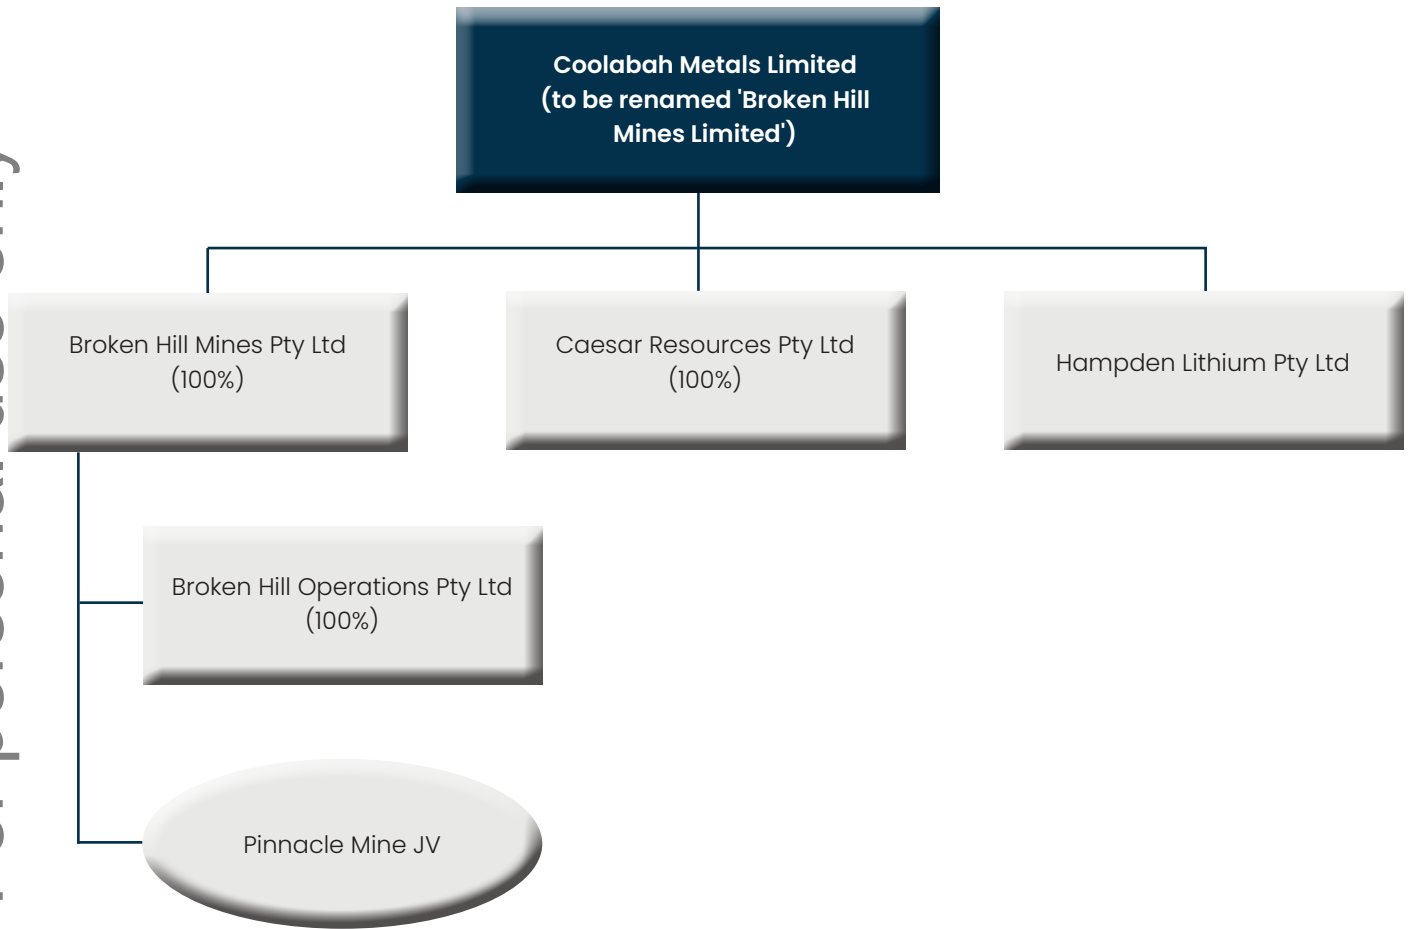 Coolabah Metals Limited
(to be renamed 'Broken Hill
Mines Limited')
Broken Hill Mines Pty Ltd
(100%)
Caesar Resources Pty Ltd
(100%)
Hampden Lithium Pty Ltd
Broken Hill Operations Pty Ltd
(100%)
Pinnacle Mine JV